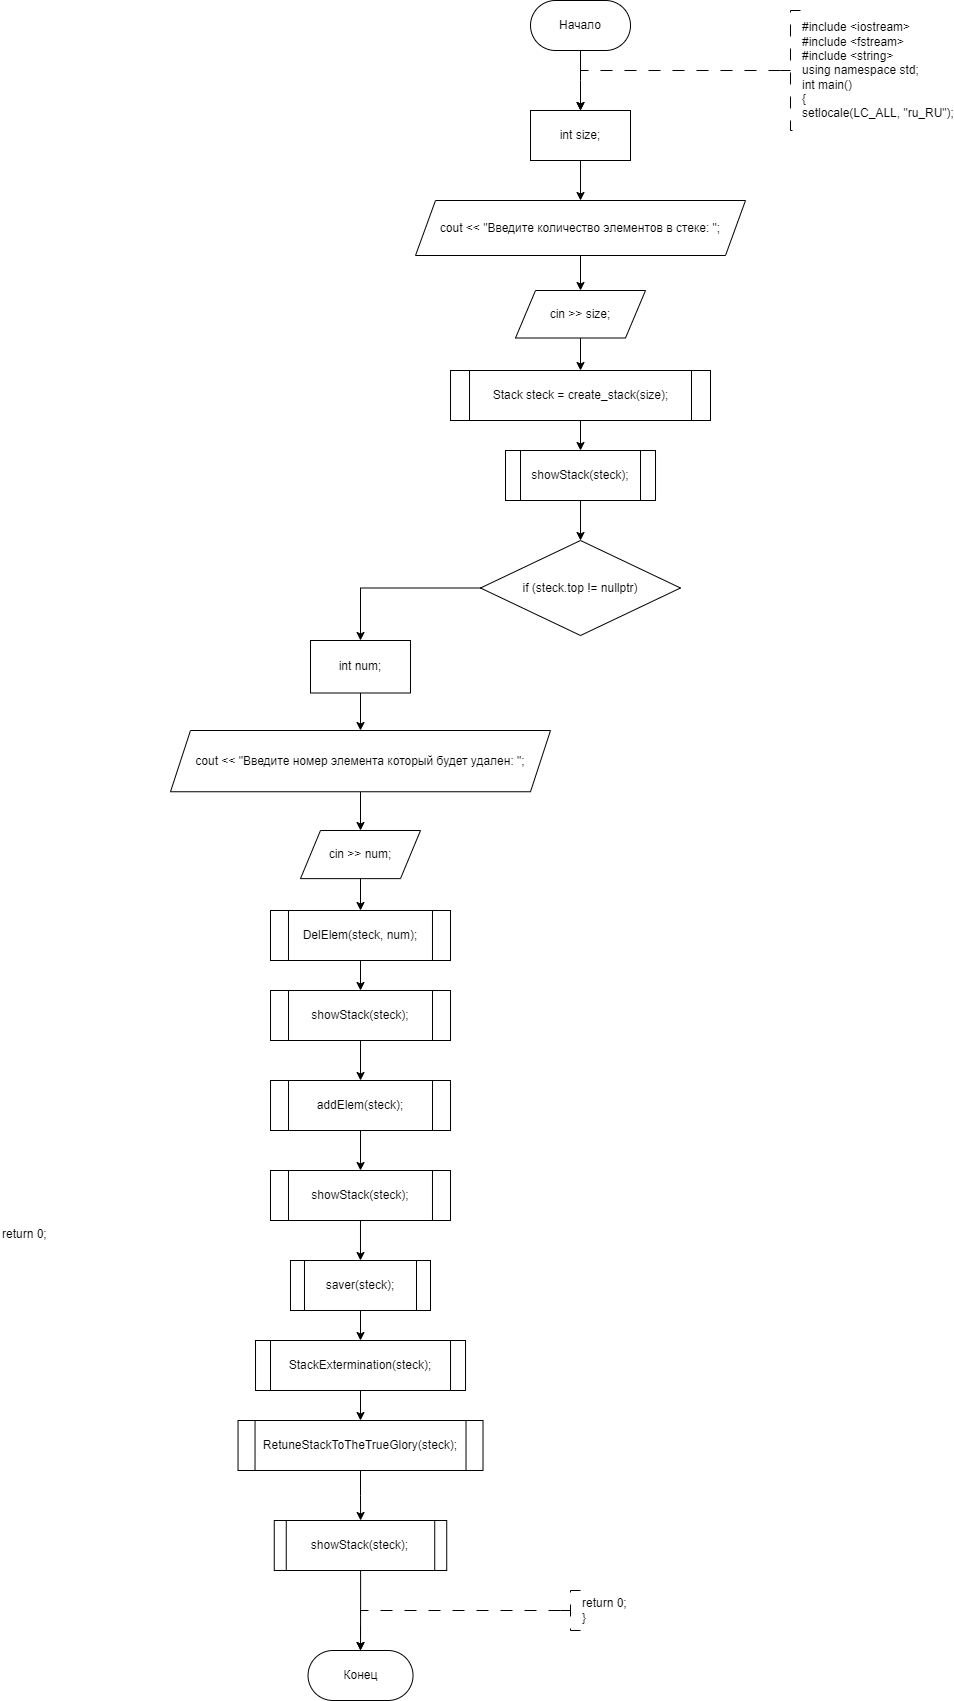 Начало
#include <iostream>
#include <fstream>
#include <string>
using namespace std;
int main()
{
setlocale(LC_ALL, "ru_RU");
int size;
cout << "Введите количество элементов в стеке: ";
cin >> size;
Stack steck = create_stack(size);
showStack(steck);
if (steck.top != nullptr)
int num;
cout << "Введите номер элемента который будет удален: ";
cin >> num;
DelElem(steck, num);
showStack(steck);
addElem(steck);
showStack(steck);
return 0;
saver(steck);
StackExtermination(steck);
RetuneStackToTheTrueGlory(steck);
showStack(steck);
return 0;
}
Конец